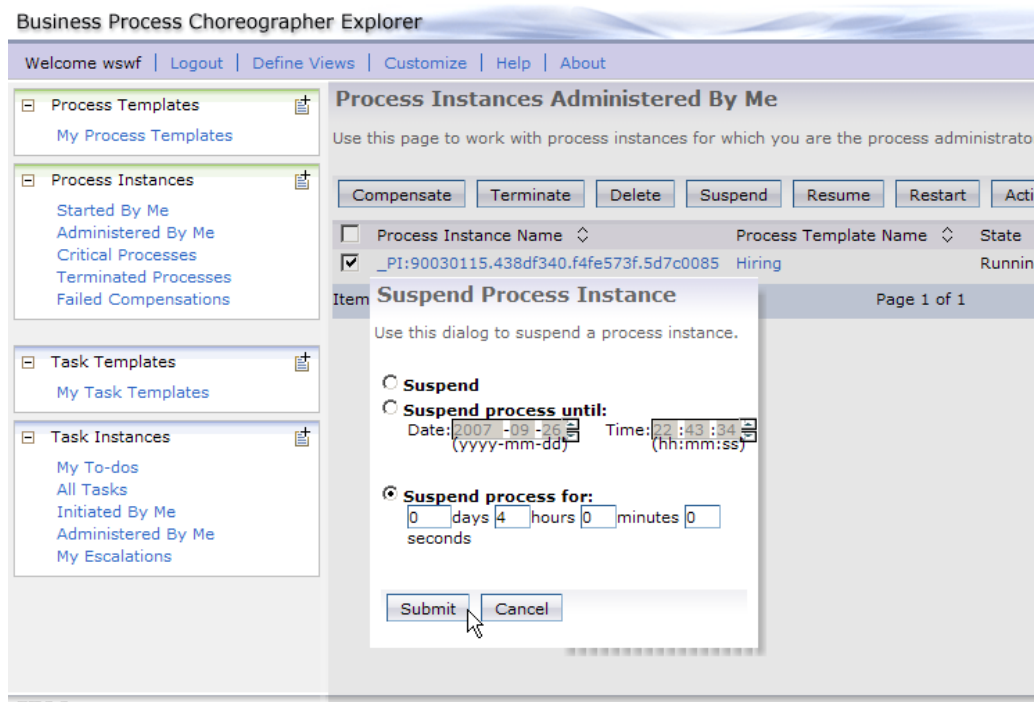 Business Process Choreographer Explorer
Welcome wswf | Logout | Define Views | Customize | Help | About
Process Templates
My Process Templates
Process Instances
Started By Me
Administered By Me
Critical Processes
Terminated Processes
Failed Compensations
Task Templates
My Task Templates
Task Instances
My To-dos
All Tasks
Initiated By Me
Administered By Me
My Escalations
Process Instances Administered By Me
Use this page to work with process instances for which you are the process administrato
Compensate Terminate Delete Suspend Resume Restart Acti
Process Instance Name Process Template Name State
_PI:90030115.438df340.f4fe573f.5d7c0085 Hiring Runnin
Item Page 1 of 1
Suspend Process Instance
Use this dialog to suspend a process instance.
Suspend
Suspend process until:
Date: 2007 -09 -26 Time: 22 :43 :34
(yyyy-mm-dd) (hh:mm:ss)
Suspend process for:
0 days 4 hours 0 minutes 0
seconds
Submit Cancel